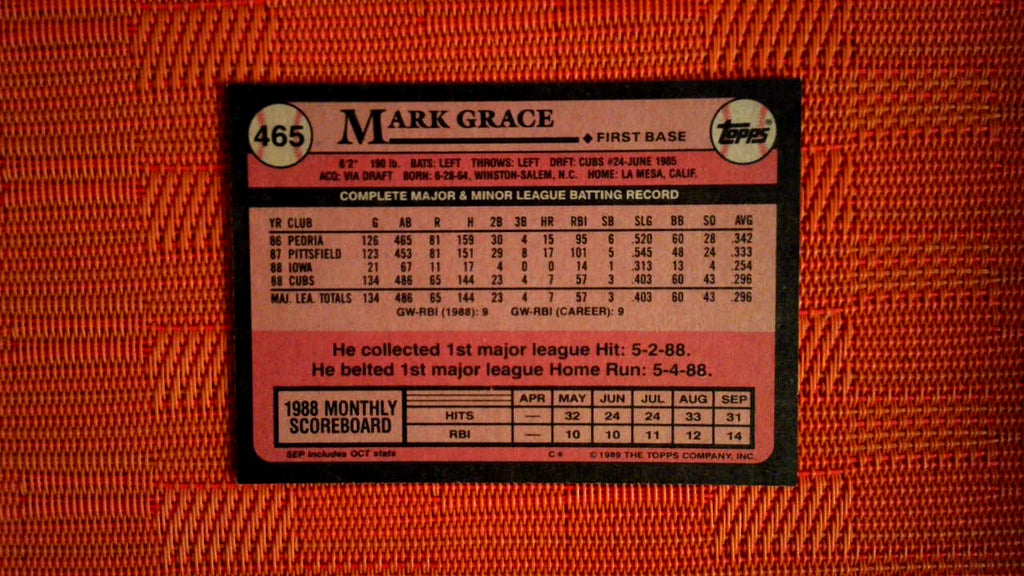 465 MARK GRACE ◆ FIRST BASE Topps®
6'2" 190 lb. BATS: LEFT THROWS: LEFT DRFT: CUBS #24-JUNE 1985
ACQ: VIA DRAFT BORN: 6-28-64, WINSTON-SALEM, N.C. HOME: LA MESA, CALIF.
COMPLETE MAJOR & MINOR LEAGUE BATTING RECORD
YR CLUB G AB R H 2B 3B HR RBI SB SLG BB SO AVG
86 PEORIA 126 465 81 159 30 4 15 95 6 .520 60 28 .342
87 PITTSFIELD 123 453 81 151 29 8 17 101 5 .545 48 24 .333
88 IOWA 21 67 11 17 4 0 0 14 1 .313 13 4 .254
88 CUBS 134 486 65 144 23 4 7 57 3 .403 60 43 .296
MAJ. LEA. TOTALS 134 486 65 144 23 4 7 57 3 .403 60 43 .296
GW-RBI (1988): 9 GW-RBI (CAREER): 9
He collected 1st major league Hit: 5-2-88.
He belted 1st major league Home Run: 5-4-88.
1988 MONTHLY SCOREBOARD
APR MAY JUN JUL AUG SEP
HITS — 32 24 24 33 31
RBI — 10 10 11 12 14
SEP includes OCT stats C* © 1989 THE TOPPS COMPANY, INC.